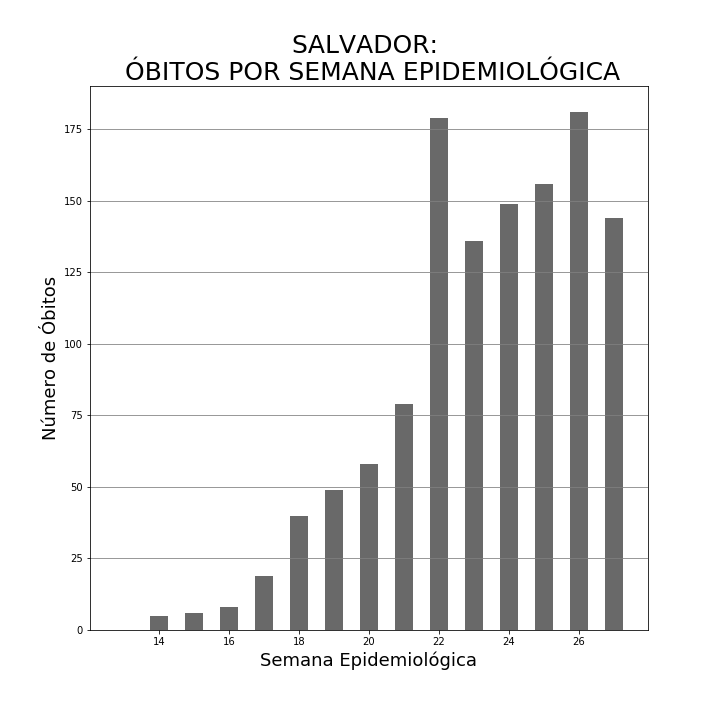 SALVADOR:
ÓBITOS POR SEMANA EPIDEMIOLÓGICA
175
150
125
100
75
50
25
0
Número de Óbitos
14 16 18 20 22 24 26
Semana Epidemiológica